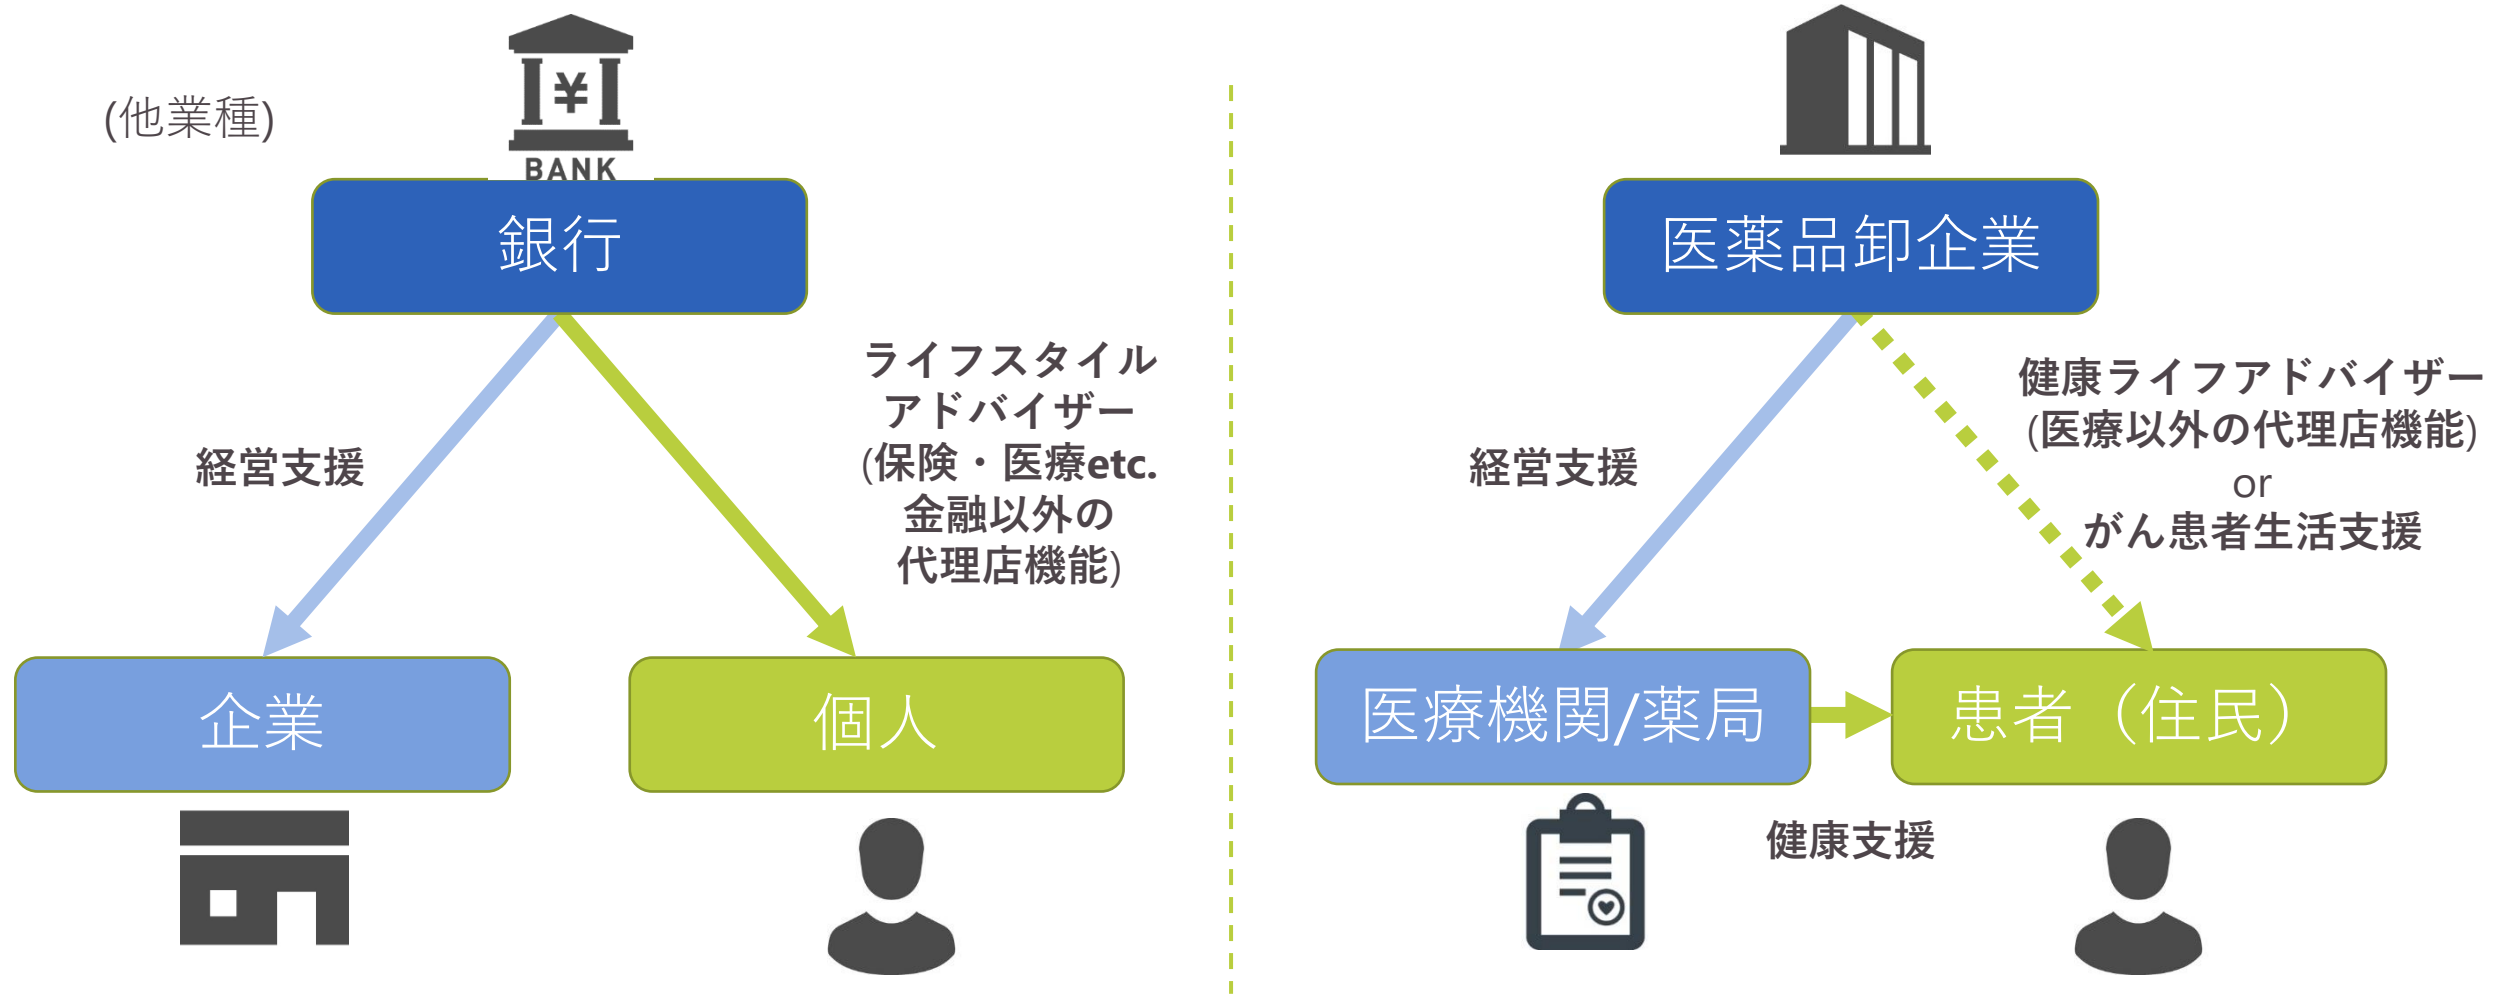 (他業種)
BANK
銀行
経営支援
ライフスタイル
アドバイザー
(保険・医療etc.
金融以外の
代理店機能)
企業
個人
医薬品卸企業
経営支援
健康ライフアドバイザー
(医療以外の代理店機能)
or
がん患者生活支援
医療機関/薬局
患者（住民）
健康支援